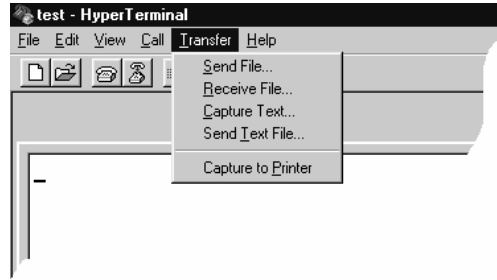 test - HyperTerminal
File Edit View Call Transfer Help
Send File...
Receive File...
Capture Text...
Send Text File...
Capture to Printer